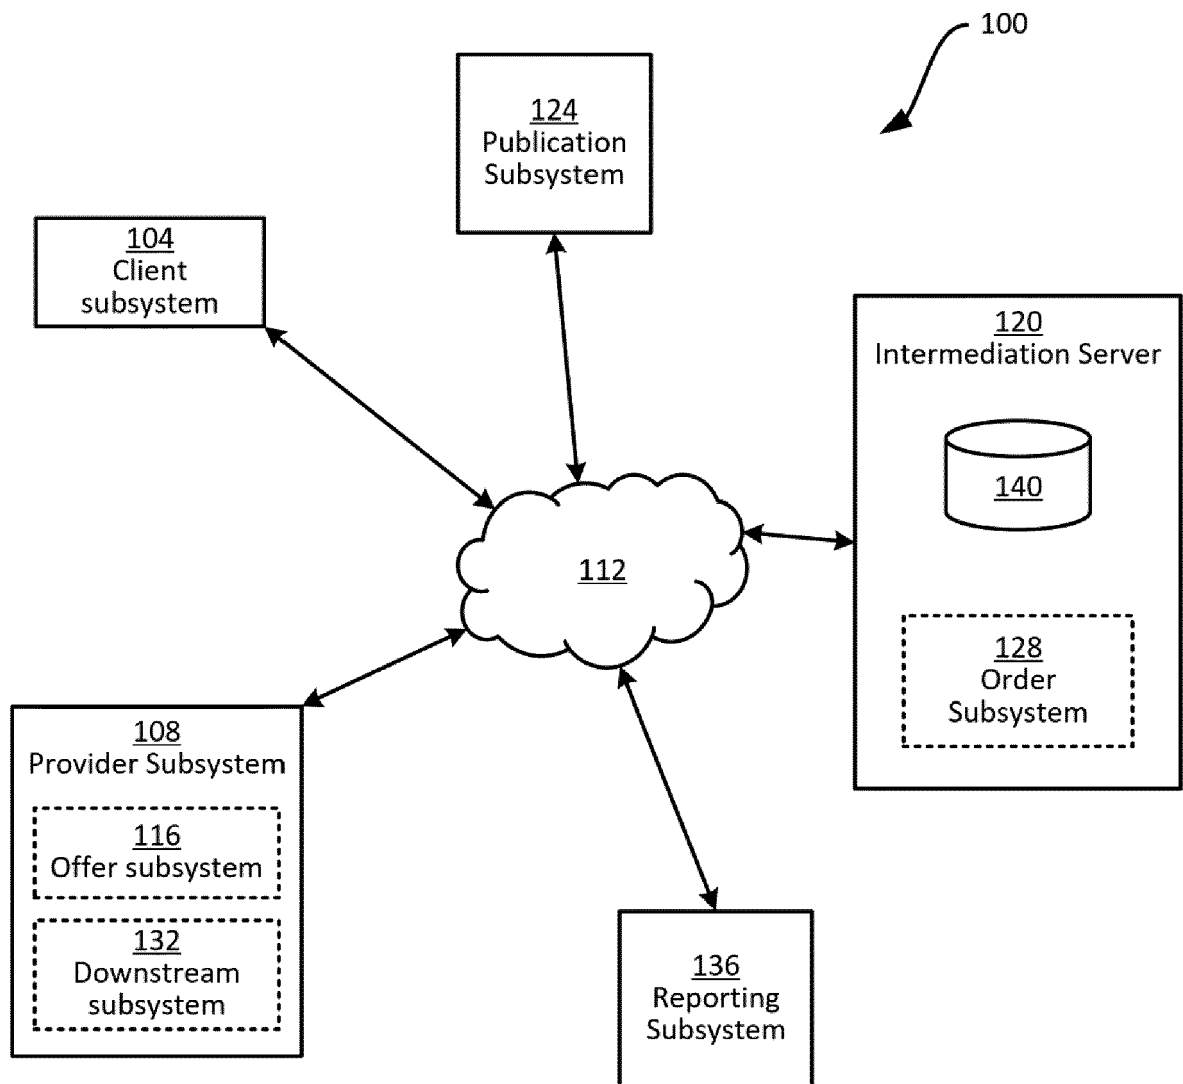 100
124
Publication
Subsystem
104
Client
subsystem
120
Intermediation Server
140
112
128
Order
Subsystem
108
Provider Subsystem
116
Offer subsystem
132
Downstream
subsystem
136
Reporting
Subsystem